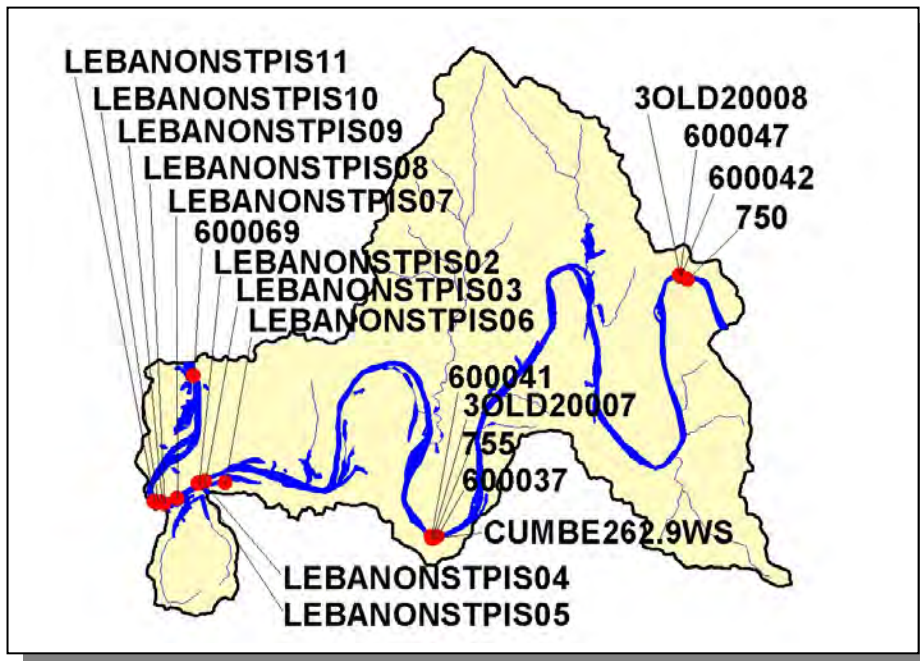 LEBANONSTPIS11
LEBANONSTPIS10
LEBANONSTPIS09
LEBANONSTPIS08
LEBANONSTPIS07
600069
LEBANONSTPIS02
LEBANONSTPIS03
LEBANONSTPIS06
3OLD20008
600047
600042
750
600041
3OLD20007
755
600037
CUMBE262.9WS
LEBANONSTPIS04
LEBANONSTPIS05